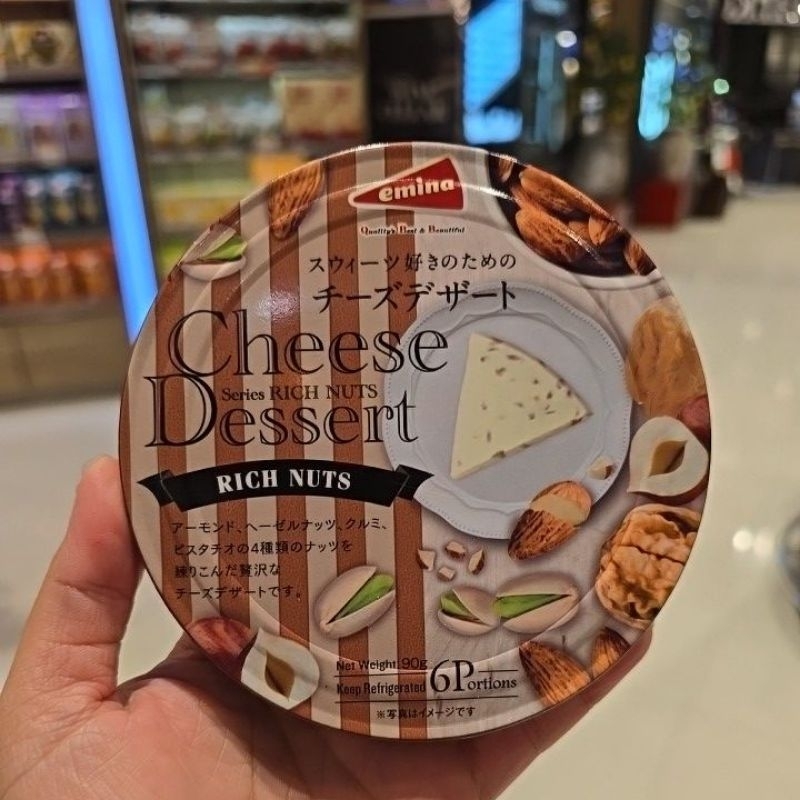 emina
Quality's Best & Beautiful
スウィーツ好きのための
チーズデザート
Cheese
Series RICH NUTS
Dessert
RICH NUTS
アーモンド、ヘーゼルナッツ、クルミ、
ピスタチオの4種類のナッツを
練りこんだ贅沢な
チーズデザートです。
Net Weight: 90g
Keep Refrigerated
6Portions
※写真はイメージです